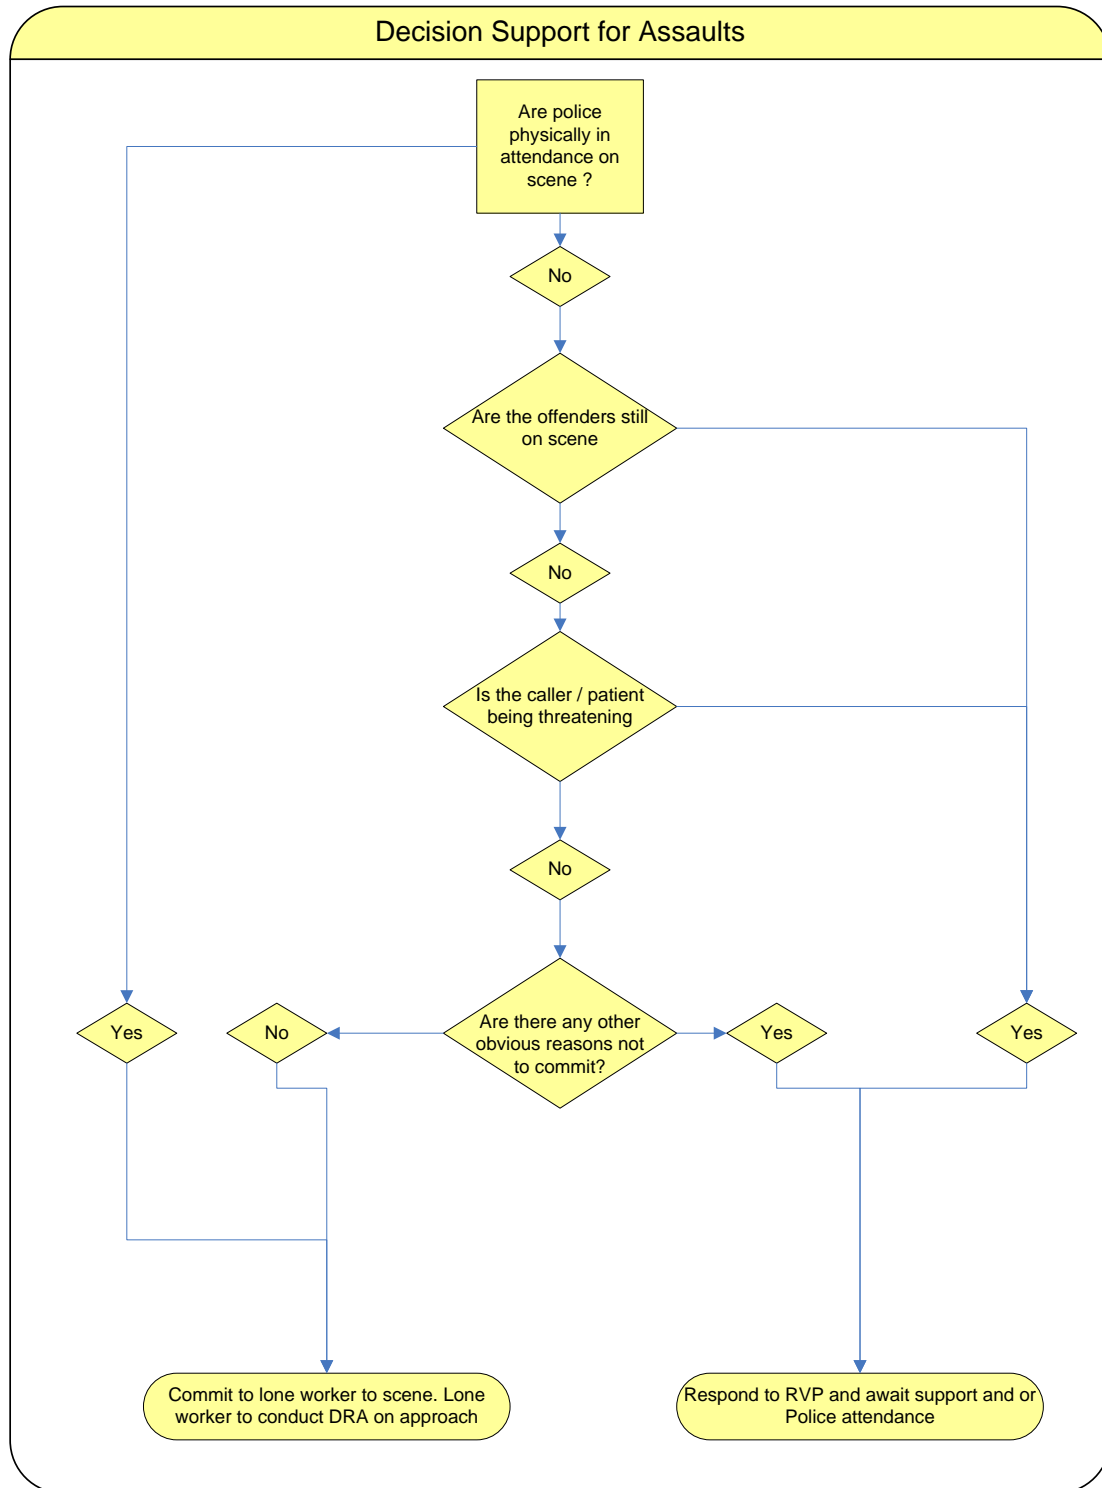 Decision Support for Assaults
Are police
physically in
attendance on
scene ?
No
Are the offenders still
on scene
No
Is the caller / patient
being threatening
No
Are there any other
obvious reasons not
to commit?
Yes
No
Yes
Yes
Commit to lone worker to scene. Lone
worker to conduct DRA on approach
Respond to RVP and await support and or
Police attendance